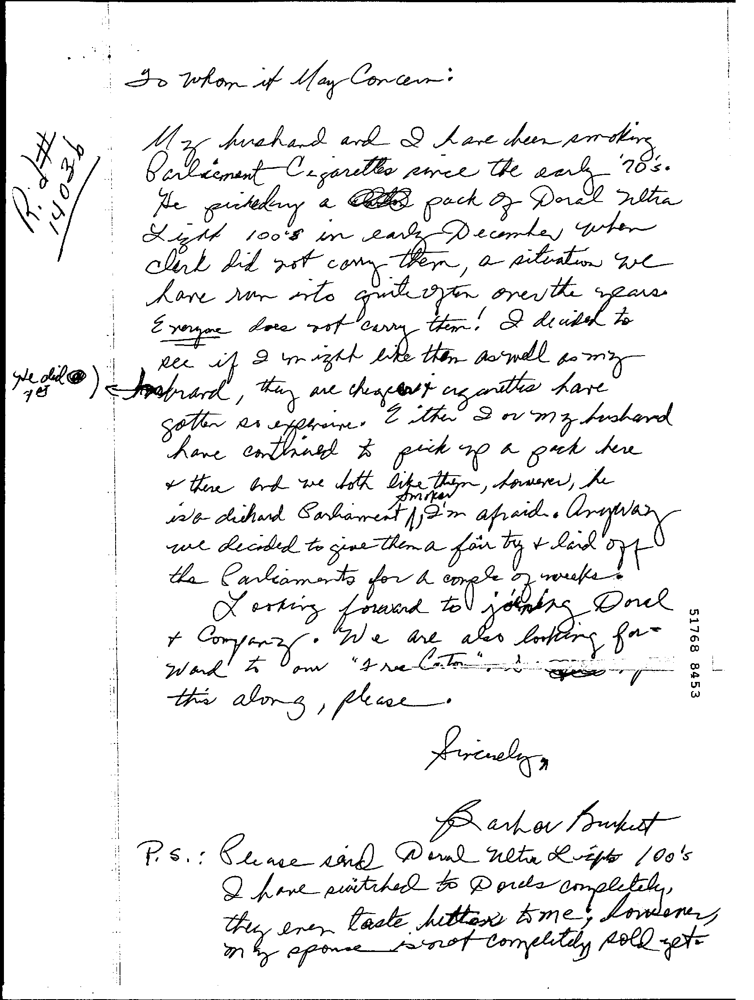 To Whom it May Concern:
R.d#
14036
My husband and I have been smoking
Parliament Cigarettes since the early '70's.
He picked up a pack of Doral Ultra
Light 100's in early December when
clerk did not carry them, a situation we
have run into quite often over the years.
Everyone does not carry them! I decided to
see if I might like them as well as my
He did
yes
husband, they are cheaper & cigarettes have
gotten so expensive. Either I or my husband
have continued to pick up a pack here
& there and we both like them, however, he
is a diehard Parliament smoker, I'm afraid. Anyway
we decided to give them a fair try & laid off
the Parliaments for a couple of weeks.
Looking forward to joining Doral
& Company. We are also looking for-
ward to our "Free Carton".
this along, please.
51768 8453
Sincerely,
Burkett
P.S.: Please send Doral Ultra Lights 100's
I have switched to Dorals completely,
they even taste better to me; however,
my spouse is not completely sold yet.